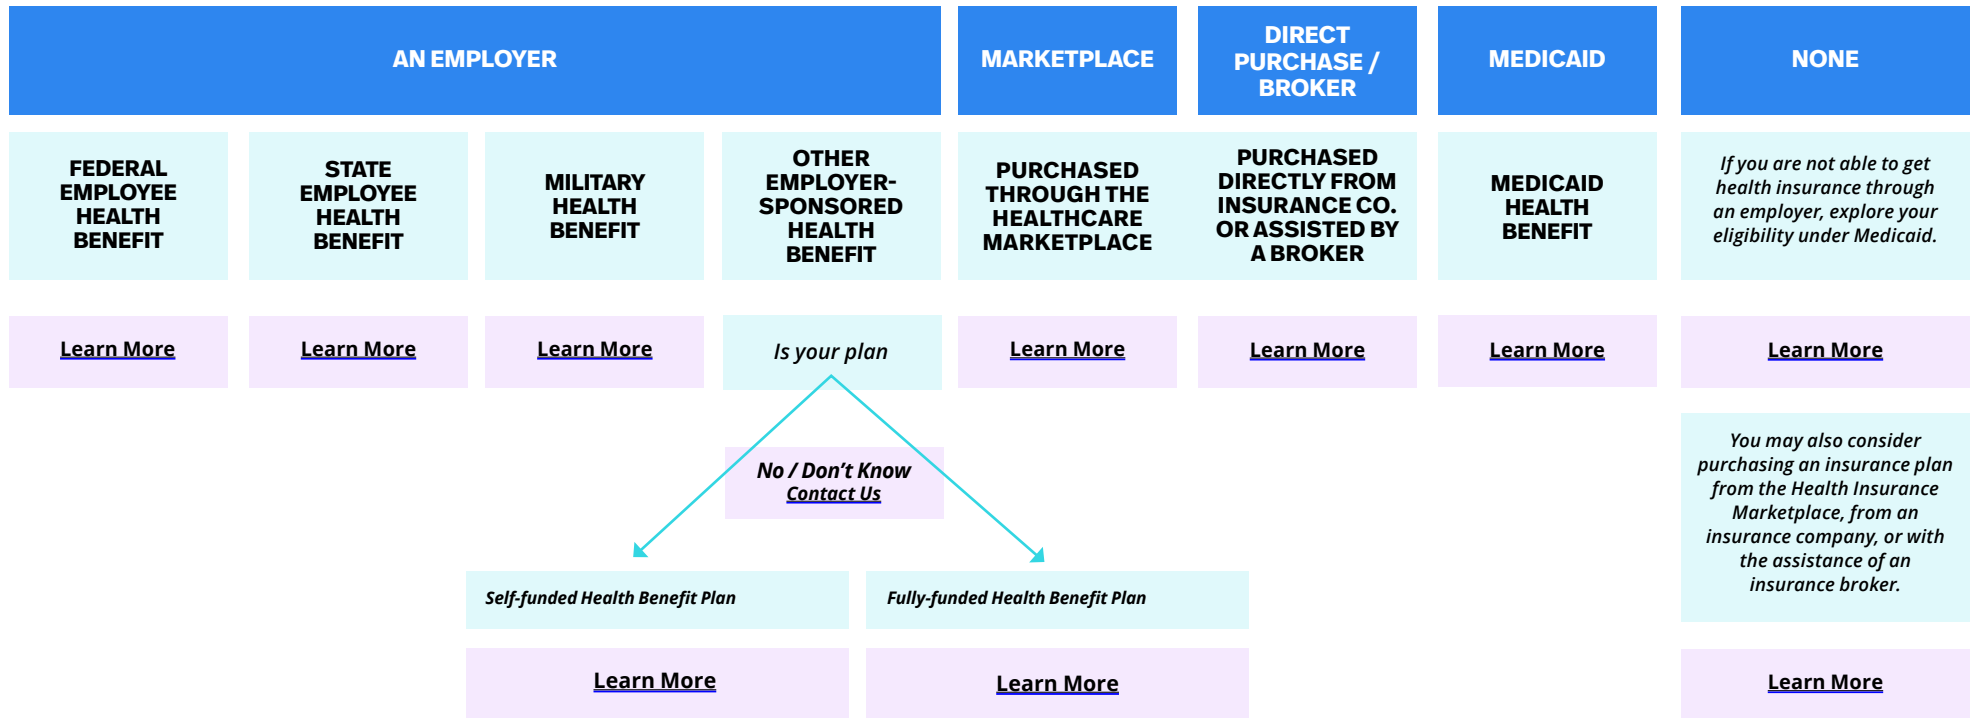 AN EMPLOYER
MARKETPLACE
DIRECT
PURCHASE /
BROKER
MEDICAID
NONE
FEDERAL
EMPLOYEE
HEALTH
BENEFIT
STATE
EMPLOYEE
HEALTH
BENEFIT
MILITARY
HEALTH
BENEFIT
OTHER
EMPLOYER-
SPONSORED
HEALTH
BENEFIT
PURCHASED
THROUGH THE
HEALTHCARE
MARKETPLACE
PURCHASED
DIRECTLY FROM
INSURANCE CO.
OR ASSISTED BY
A BROKER
MEDICAID
HEALTH
BENEFIT
If you are not able to get
health insurance through
an employer, explore your
eligibility under Medicaid.
Learn More
Learn More
Learn More
Is your plan
Learn More
Learn More
Learn More
Learn More
No / Don't Know
Contact Us
You may also consider
purchasing an insurance plan
from the Health Insurance
Marketplace, from an
insurance company, or with
the assistance of an
insurance broker.
Self-funded Health Benefit Plan
Fully-funded Health Benefit Plan
Learn More
Learn More
Learn More